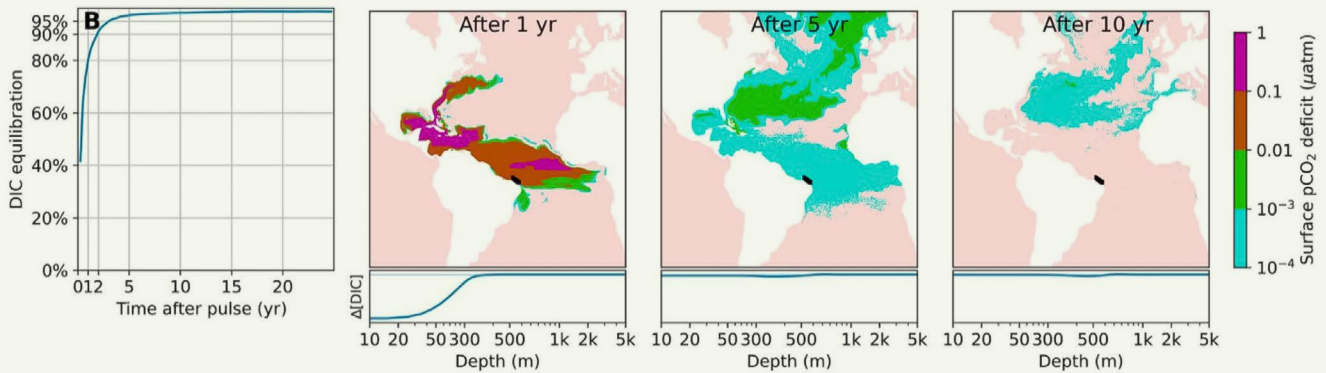 B
95%
90%
80%
60%
40%
20%
0%
DIC equilibration
0 1 2 5 10 15 20
Time after pulse (yr)
After 1 yr
After 5 yr
After 10 yr
Δ[DIC]
10 20 50 300 500 1k 5k
Depth (m)
10 20 50 300 500 1k 5k
Depth (m)
10 20 50 300 500 1k 5k
Depth (m)
1
0.1
0.01
10⁻³
10⁻⁴
Surface pCO₂ deficit (μatm)